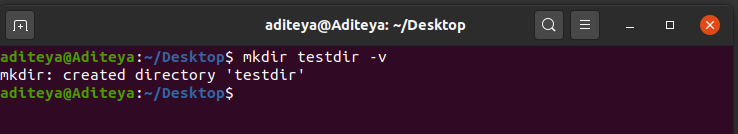 aditeya@Aditeya: ~/Desktop
aditeya@Aditeya:~/Desktop$ mkdir testdir -v
mkdir: created directory 'testdir'
aditeya@Aditeya:~/Desktop$